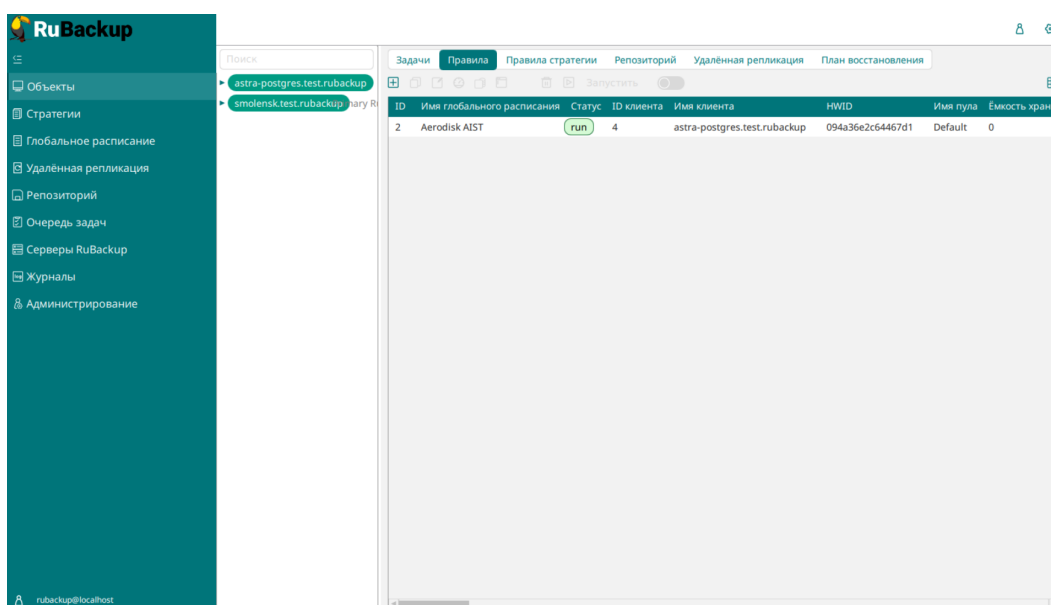 RuBackup
Объекты
Стратегии
Глобальное расписание
Удалённая репликация
Репозиторий
Очередь задач
Серверы RuBackup
Журналы
Администрирование
rubackup@localhost
Поиск
astra-postgres.test.rubackup
smolensk.test.rubackup
Задачи Правила Правила стратегии Репозиторий Удалённая репликация План восстановления
Запустить
ID Имя глобального расписания Статус ID клиента Имя клиента HWID Имя пула Ёмкость хран
2 Aerodisk AIST run 4 astra-postgres.test.rubackup 094a36e2c64467d1 Default 0